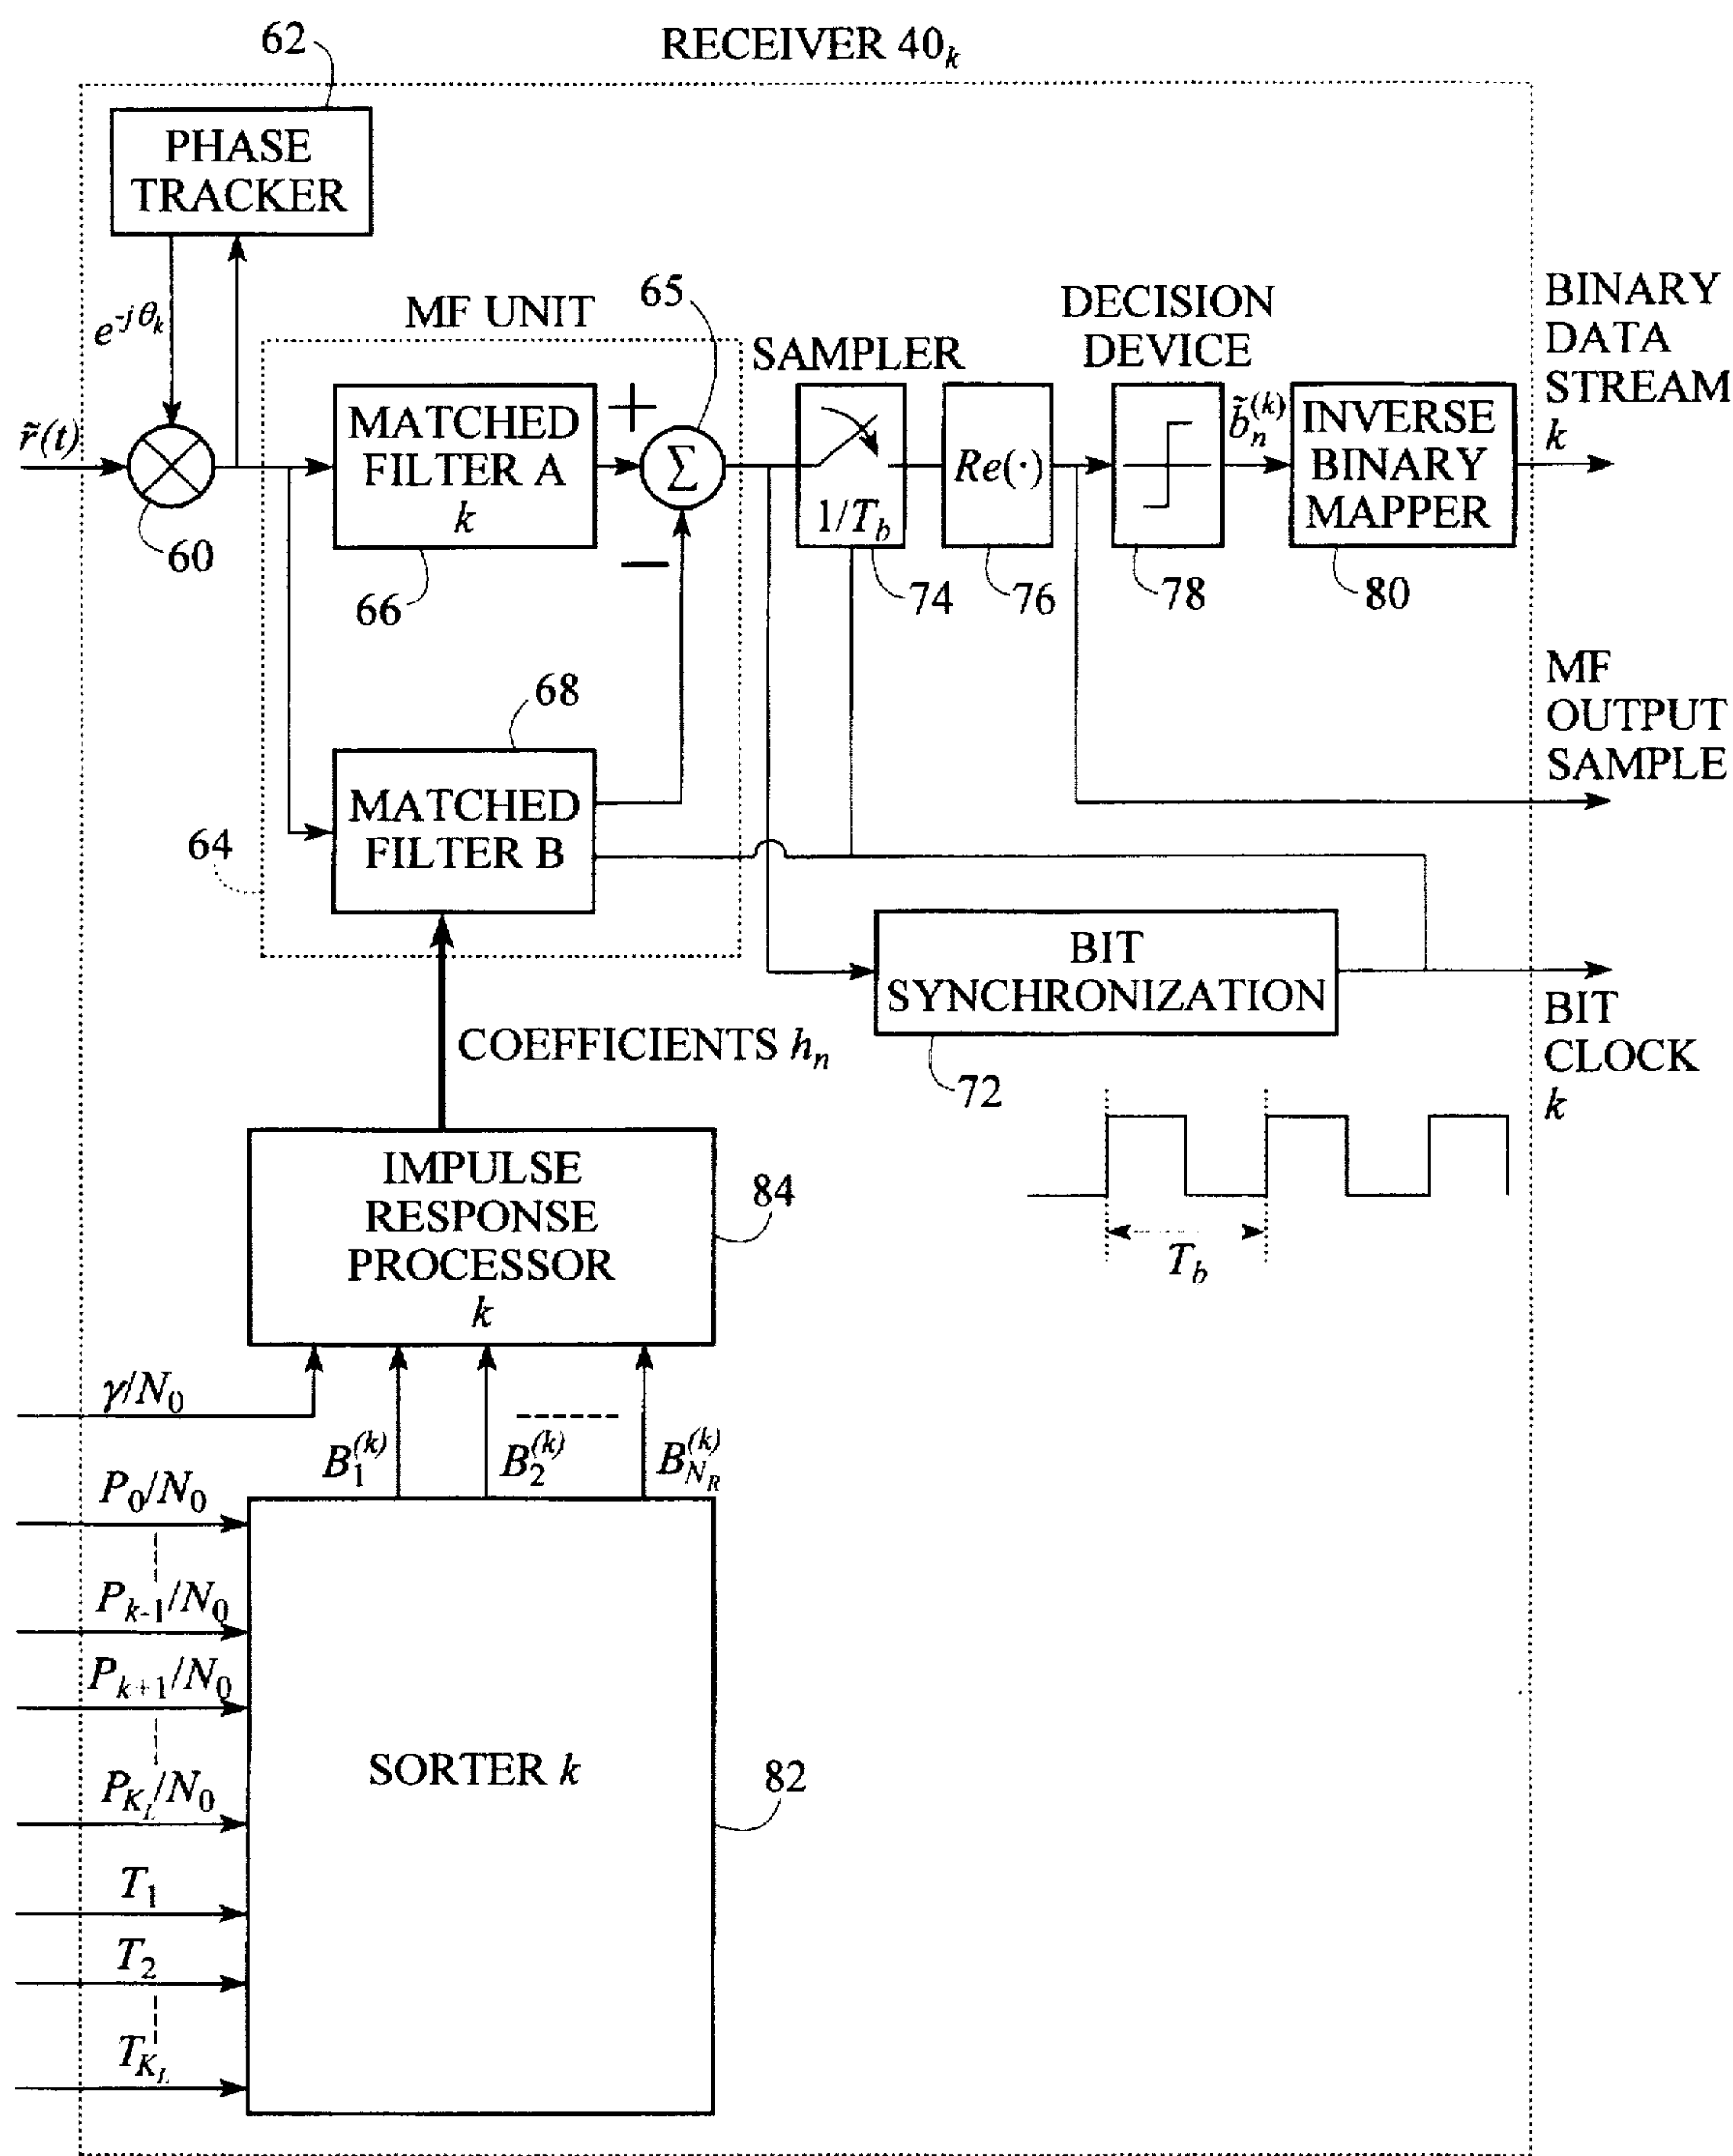 RECEIVER 40k
62
PHASE
TRACKER
e^-jθk
r̃(t)
60
MF UNIT
65
MATCHED
FILTER A
k
66
+
−
Σ
SAMPLER
1/Tb
74
Re(·)
76
DECISION
DEVICE
78
b̃n^(k)
INVERSE
BINARY
MAPPER
80
BINARY
DATA
STREAM
k
MF
OUTPUT
SAMPLE
68
MATCHED
FILTER B
64
BIT
SYNCHRONIZATION
72
BIT
CLOCK
k
Tb
COEFFICIENTS hn
IMPULSE
RESPONSE
PROCESSOR
k
84
γ/N0
B1^(k)
B2^(k)
BNR^(k)
P0/N0
Pk-1/N0
Pk+1/N0
PKL/N0
T1
T2
TKL
SORTER k
82